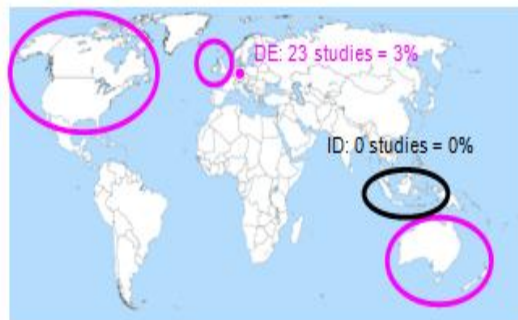 DE: 23 studies = 3%
ID: 0 studies = 0%